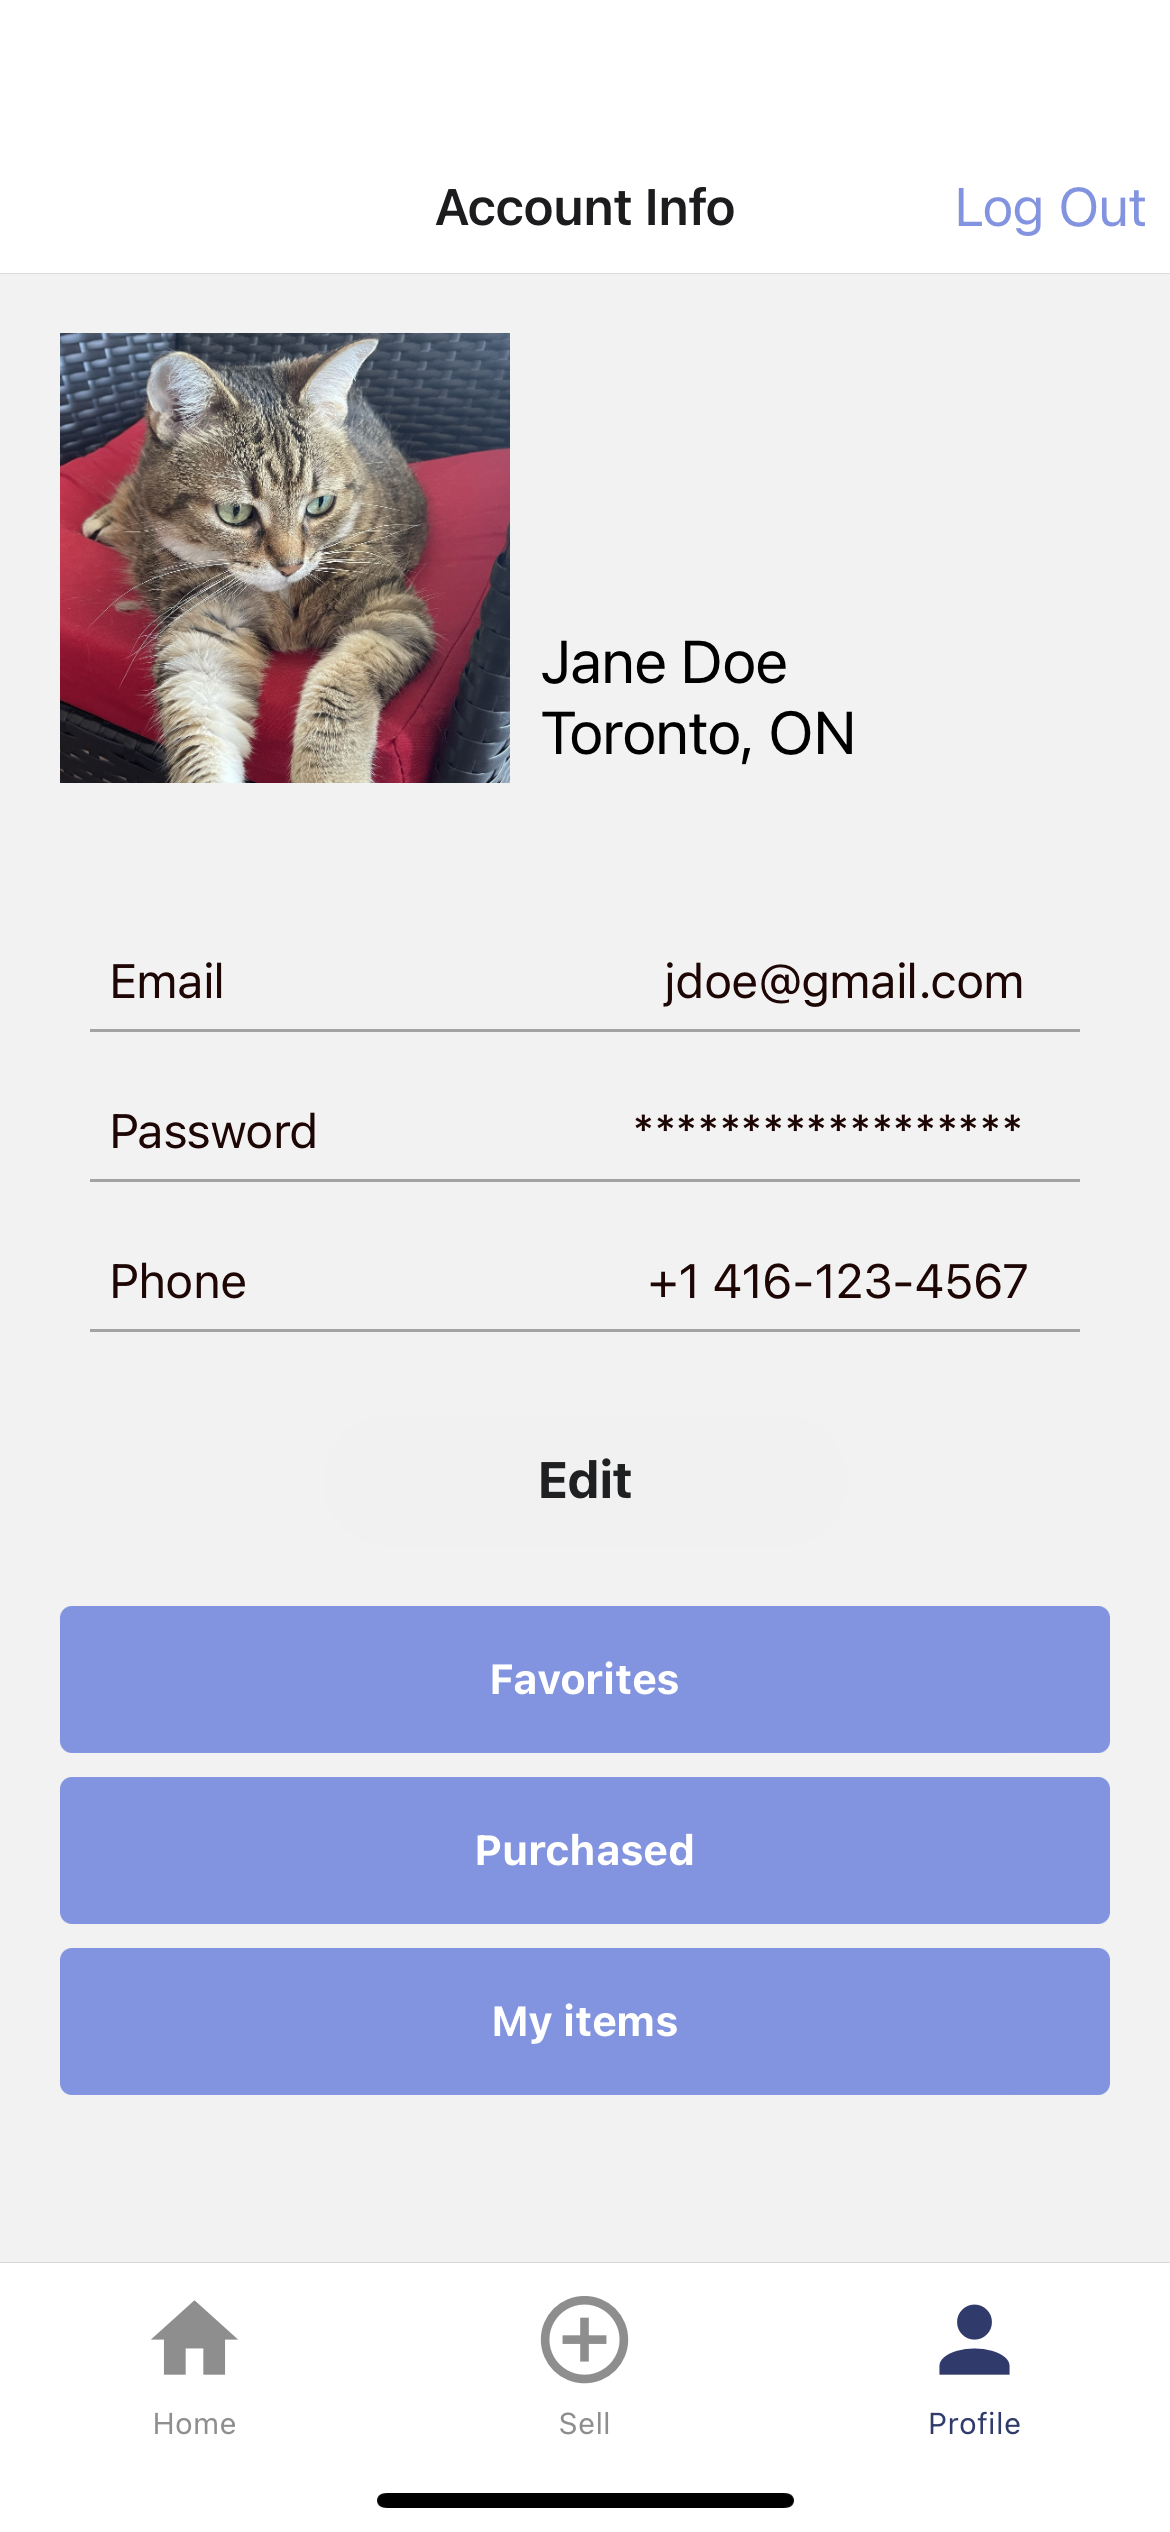 Account Info
Log Out
Jane Doe
Toronto, ON
Email jdoe@gmail.com
Password ******************
Phone +1 416-123-4567
Edit
Favorites
Purchased
My items
Home Sell Profile